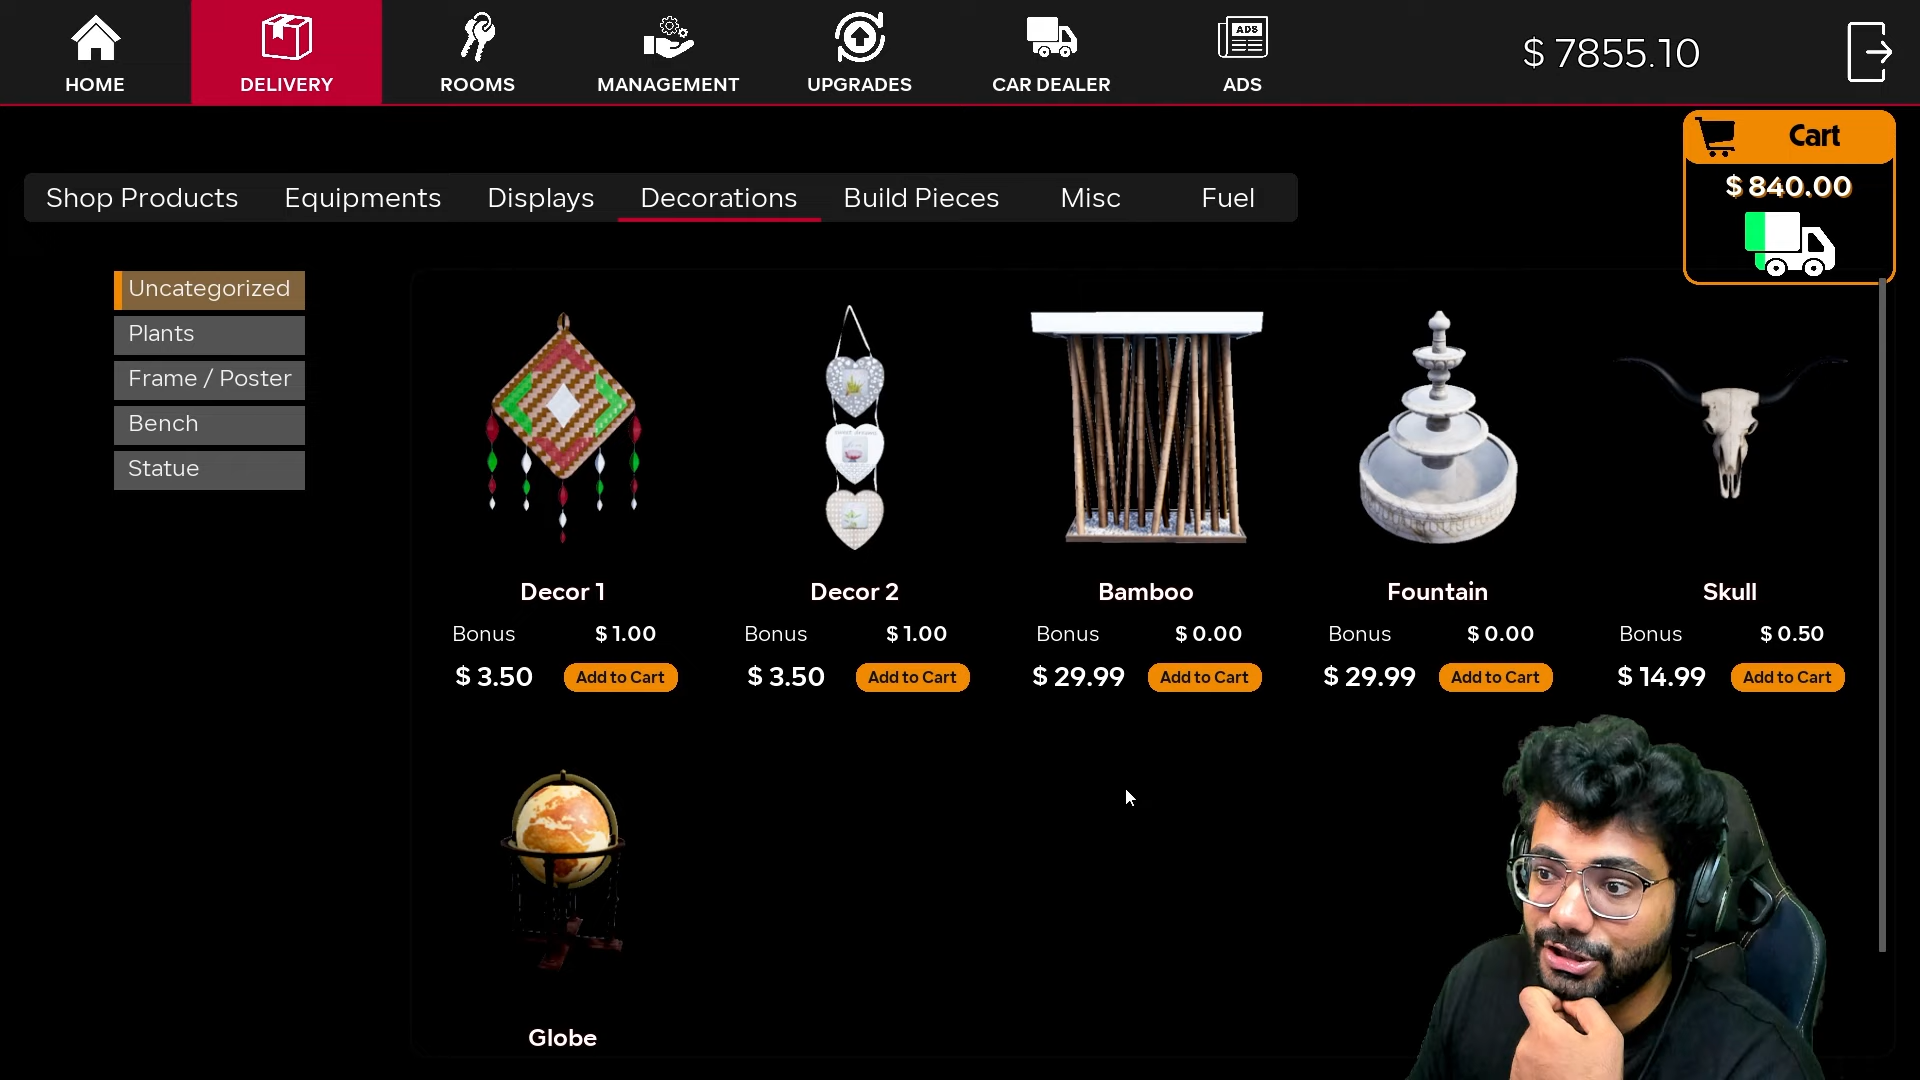 HOME
DELIVERY
ROOMS
MANAGEMENT
UPGRADES
CAR DEALER
ADS
ADS
$ 7855.10
Cart
$ 840.00
Shop Products
Equipments
Displays
Decorations
Build Pieces
Misc
Fuel
Uncategorized
Plants
Frame / Poster
Bench
Statue
Decor 1
Bonus $ 1.00
$ 3.50 Add to Cart
Decor 2
Bonus $ 1.00
$ 3.50 Add to Cart
Bamboo
Bonus $ 0.00
$ 29.99 Add to Cart
Fountain
Bonus $ 0.00
$ 29.99 Add to Cart
Skull
Bonus $ 0.50
$ 14.99 Add to Cart
Globe